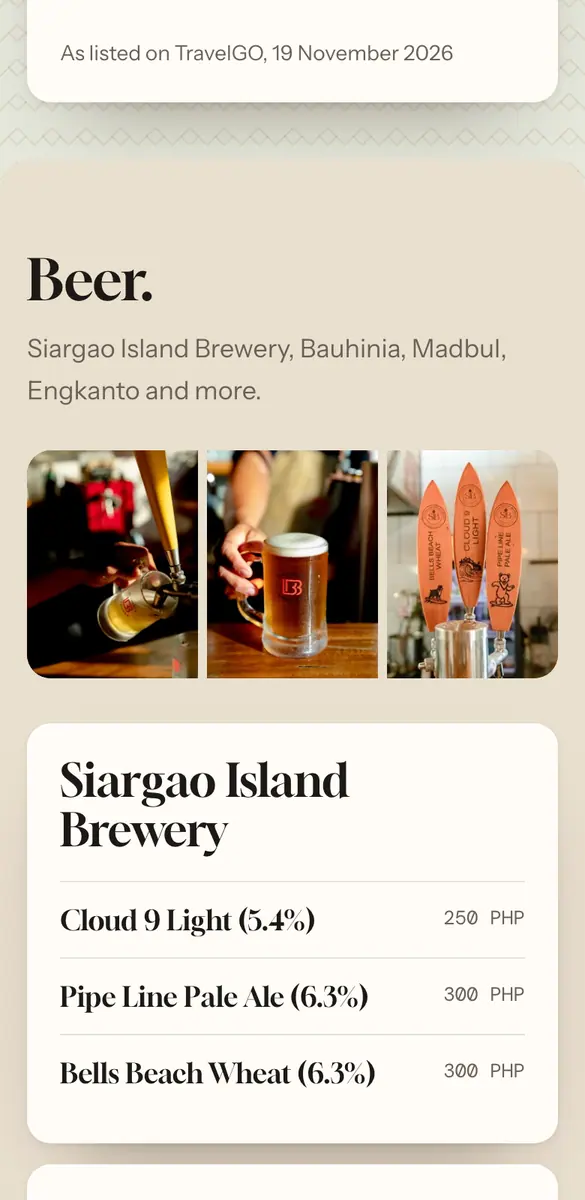 As listed on TravelGO, 19 November 2026
Beer.
Siargao Island Brewery, Bauhinia, Madbul,
Engkanto and more.
BELLS BEACH
WHEAT
CLOUD 9
LIGHT
PIPE LINE
PALE ALE
Siargao Island
Brewery
Cloud 9 Light (5.4%) 250 PHP
Pipe Line Pale Ale (6.3%) 300 PHP
Bells Beach Wheat (6.3%) 300 PHP